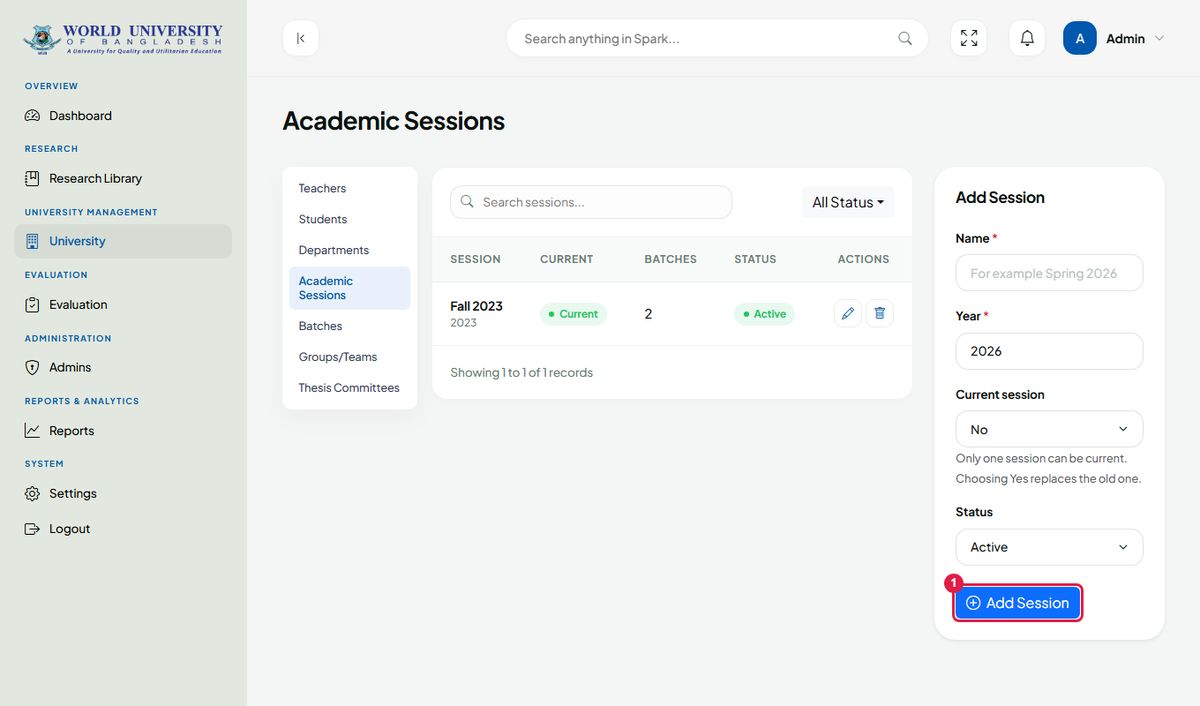 WORLD UNIVERSITY
OF BANGLADESH
A University for Quality and Utilitarian Education
OVERVIEW
Dashboard
RESEARCH
Research Library
UNIVERSITY MANAGEMENT
University
EVALUATION
Evaluation
ADMINISTRATION
Admins
REPORTS & ANALYTICS
Reports
SYSTEM
Settings
Logout
Search anything in Spark...
A
Admin
Academic Sessions
Teachers
Students
Departments
Academic
Sessions
Batches
Groups/Teams
Thesis Committees
Search sessions...
All Status
SESSION CURRENT BATCHES STATUS ACTIONS
Fall 2023
2023
Current
2
Active
Showing 1 to 1 of 1 records
Add Session
Name *
For example Spring 2026
Year *
2026
Current session
No
Only one session can be current.
Choosing Yes replaces the old one.
Status
Active
1
Add Session